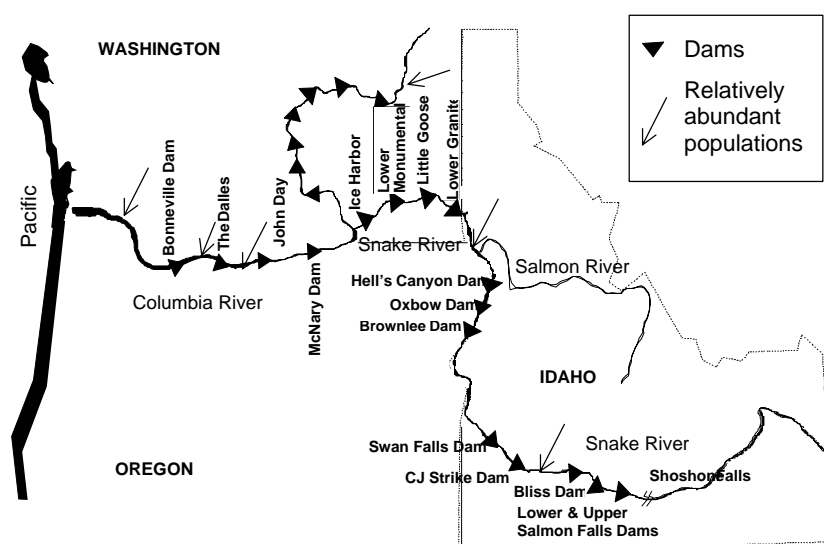 WASHINGTON
Dams
Relatively
abundant
populations
Pacific
Bonneville Dam
The Dalles
John Day
McNary Dam
Ice Harbor
Lower
Monumental
Little Goose
Lower Granite
Columbia River
Snake River
Salmon River
Hell's Canyon Dam
Oxbow Dam
Brownlee Dam
IDAHO
OREGON
Swan Falls Dam
CJ Strike Dam
Bliss Dam
Lower & Upper
Salmon Falls Dams
Snake River
Shoshone Falls